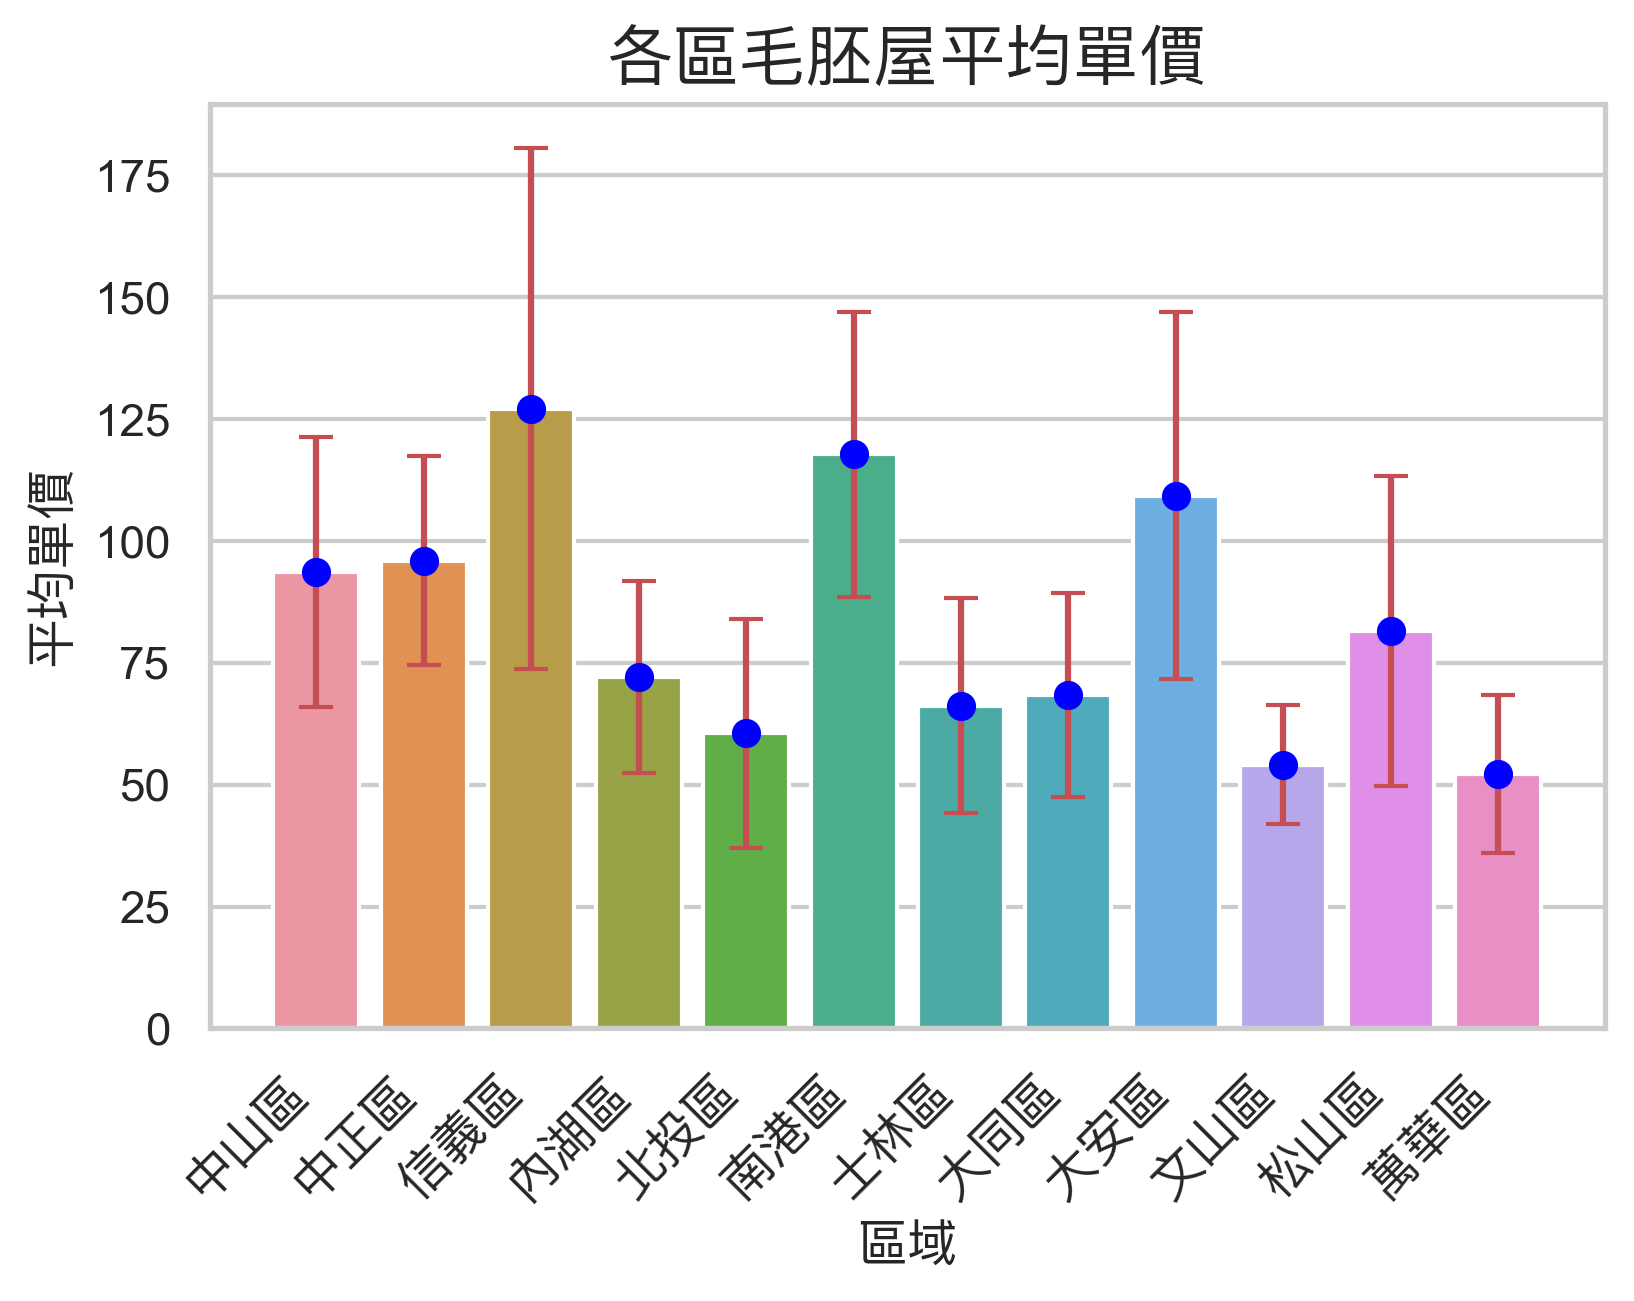 各區毛胚屋平均單價
平均單價
175
150
125
100
75
50
25
0
中山區
中正區
信義區
內湖區
北投區
南港區
士林區
大同區
大安區
文山區
松山區
萬華區
區域